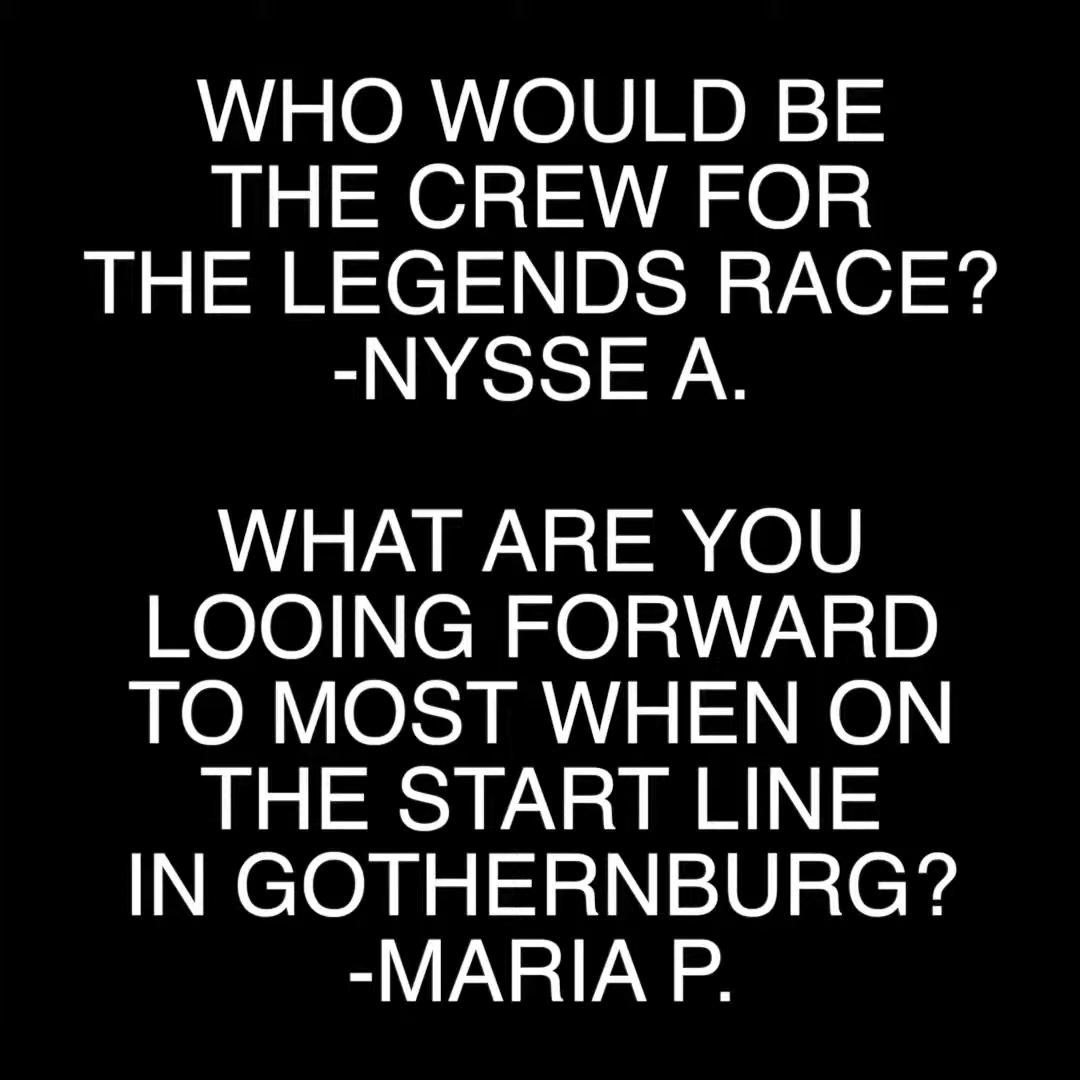 WHO WOULD BE
THE CREW FOR
THE LEGENDS RACE?
-NYSSE A.
WHAT ARE YOU
LOOING FORWARD
TO MOST WHEN ON
THE START LINE
IN GOTHERNBURG?
-MARIA P.